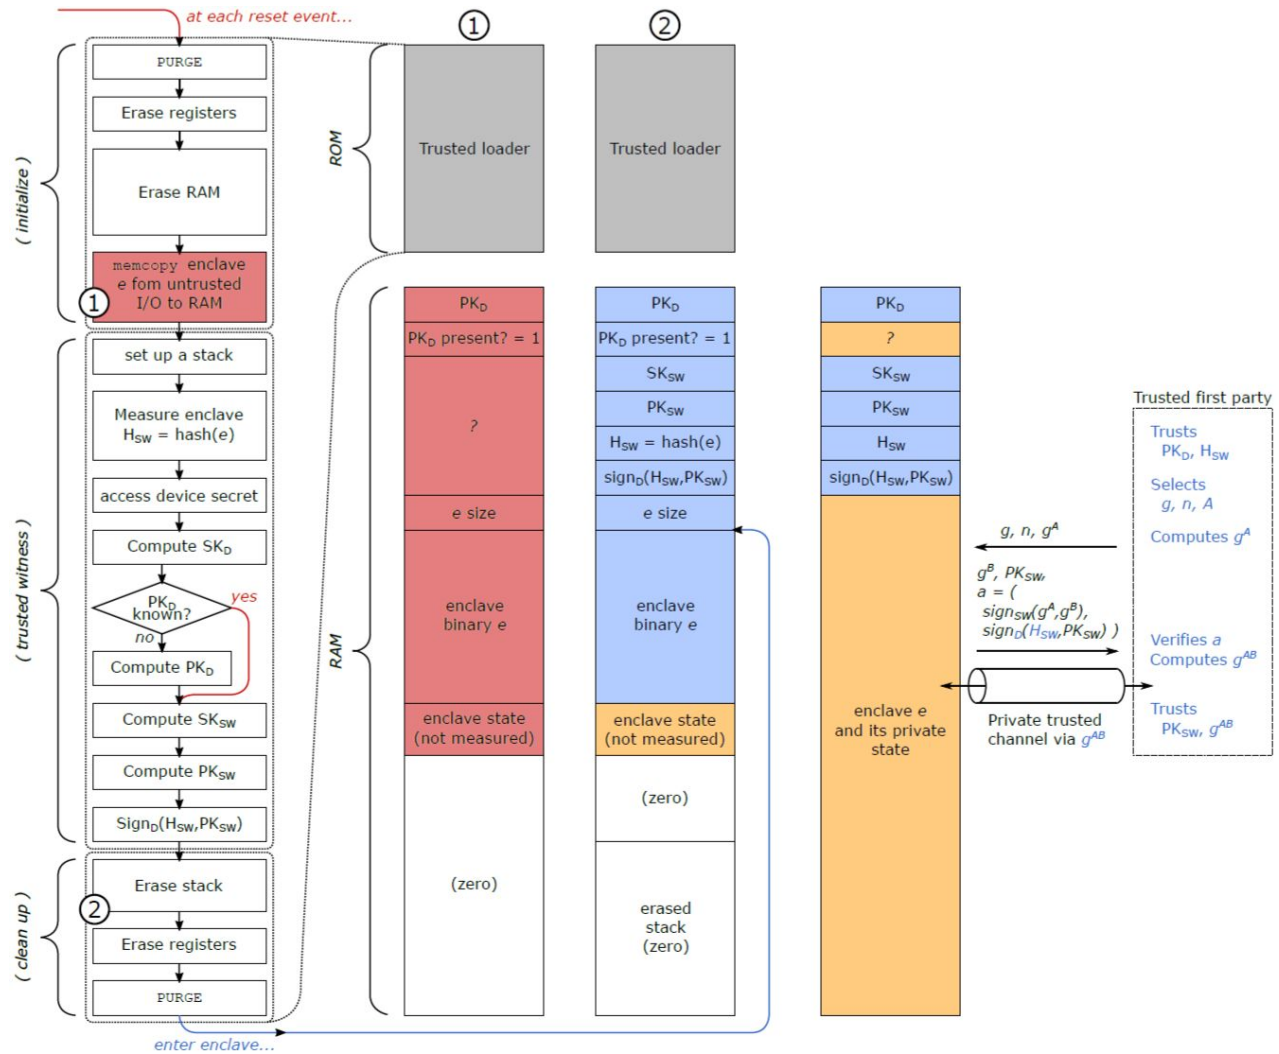 at each reset event...
( initialize )
PURGE
Erase registers
Erase RAM
memcopy enclave
e fom untrusted
I/O to RAM
1
( trusted witness )
set up a stack
Measure enclave
HSW = hash(e)
access device secret
Compute SKD
PKD
known?
yes
no
Compute PKD
Compute SKSW
Compute PKSW
SignD(HSW,PKSW)
( clean up )
Erase stack
2
Erase registers
PURGE
enter enclave...
1
ROM
Trusted loader
RAM
PKD
PKD present? = 1
?
e size
enclave
binary e
enclave state
(not measured)
(zero)
2
Trusted loader
PKD
PKD present? = 1
SKSW
PKSW
HSW = hash(e)
signD(HSW,PKSW)
e size
enclave
binary e
enclave state
(not measured)
(zero)
erased
stack
(zero)
PKD
?
SKSW
PKSW
HSW
signD(HSW,PKSW)
enclave e
and its private
state
g, n, gA
gB, PKSW,
a = (
signSW(gA,gB),
signD(HSW,PKSW) )
Private trusted
channel via gAB
Trusted first party
Trusts
PKD, HSW
Selects
g, n, A
Computes gA
Verifies a
Computes gAB
Trusts
PKSW, gAB